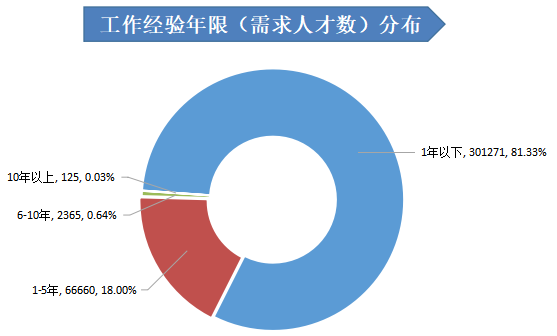 工作经验年限（需求人才数）分布
1年以下, 301271, 81.33%
10年以上, 125, 0.03%
6-10年, 2365, 0.64%
1-5年, 66660, 18.00%